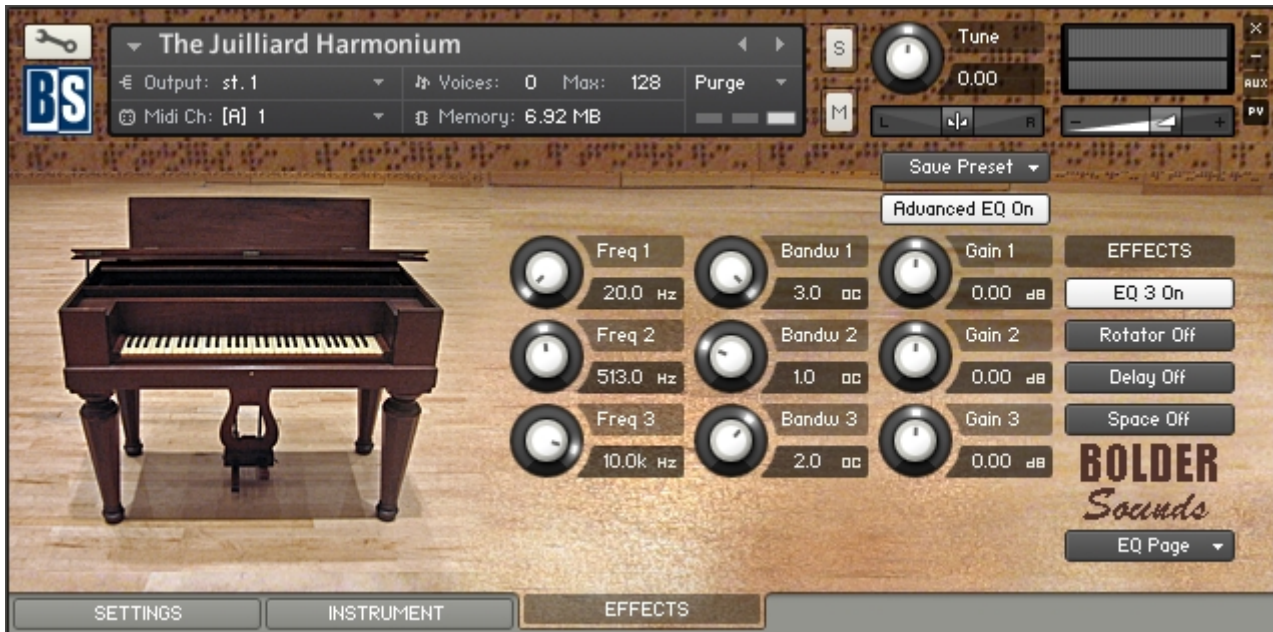 The Juilliard Harmonium
S
Tune
x
-
Output: st. 1
Voices: 0 Max: 128
Purge
0.00
AUX
BS
Midi Ch: [A] 1
Memory: 6.92 MB
M
L
R
-
+
PV
Save Preset
Advanced EQ On
Freq 1
Bandw 1
Gain 1
EFFECTS
20.0 Hz
3.0 OC
0.00 dB
EQ 3 On
Freq 2
Bandw 2
Gain 2
Rotator Off
513.0 Hz
1.0 OC
0.00 dB
Delay Off
Freq 3
Bandw 3
Gain 3
Space Off
10.0k Hz
2.0 OC
0.00 dB
BOLDER
Sounds
EQ Page
SETTINGS
INSTRUMENT
EFFECTS